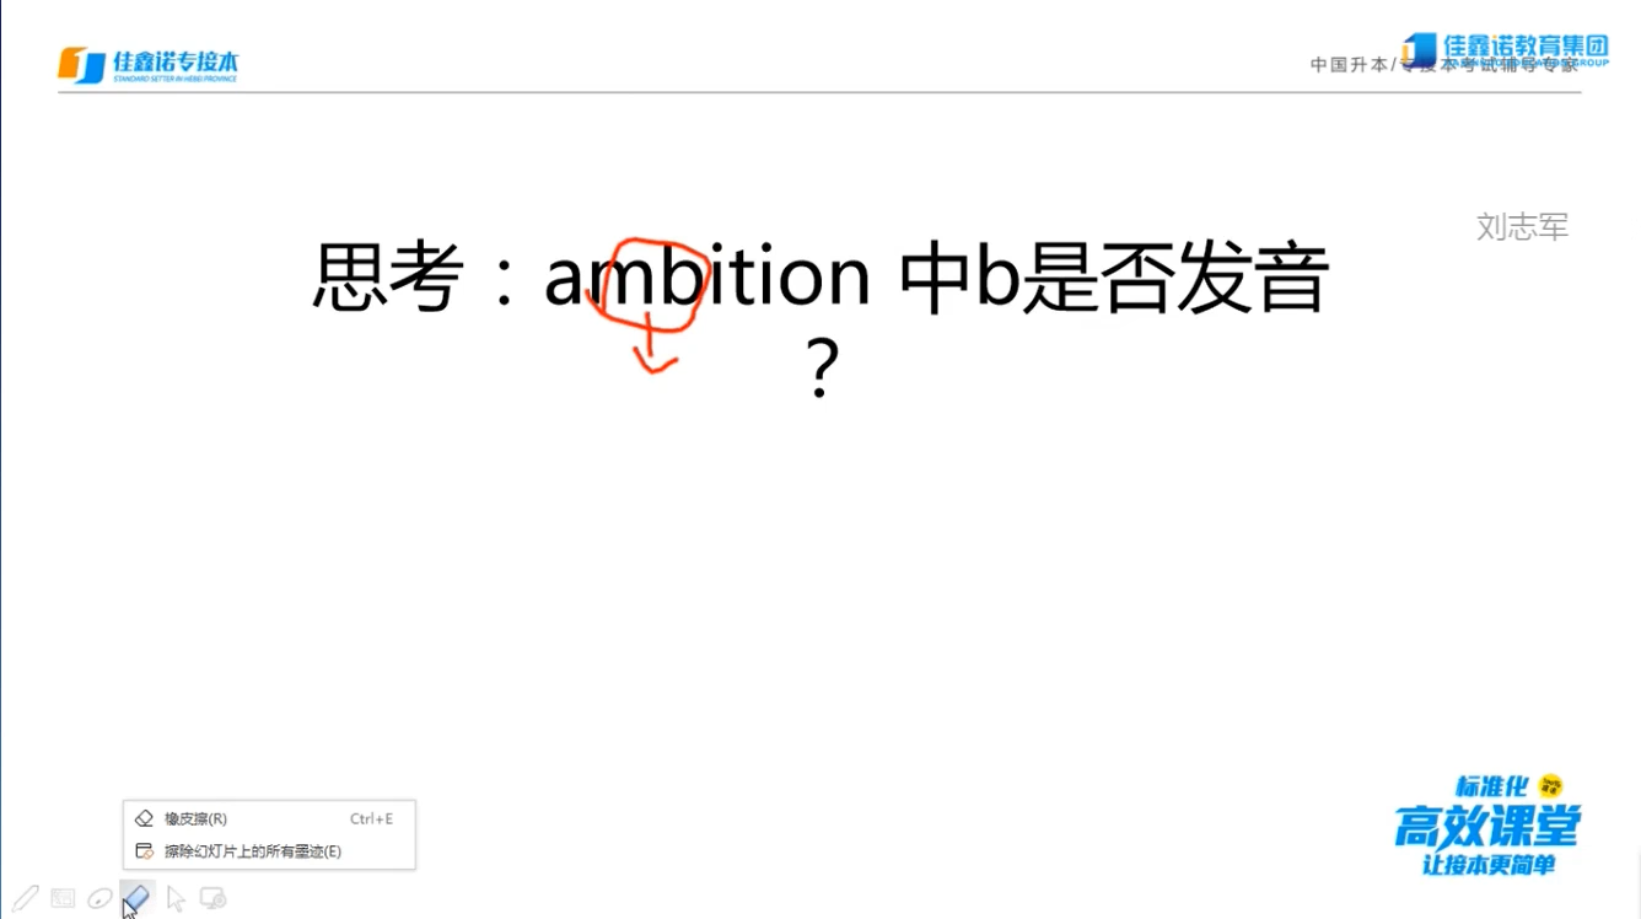 佳鑫诺专接本
STANDARD SETTER IN HEBEI PROVINCE
佳鑫诺教育集团
中国升本/专接本考试辅导专家
刘志军
思考：ambition 中b是否发音
？
橡皮擦(R) Ctrl+E
擦除幻灯片上的所有墨迹(E)
标准化
高效课堂
让接本更简单